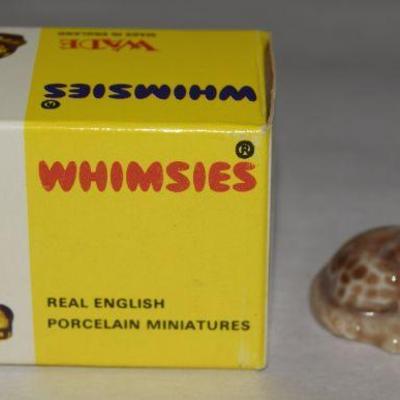 WADE
MADE IN ENGLAND
WHIMSIES®
WHIMSIES®
REAL ENGLISH
PORCELAIN MINIATURES